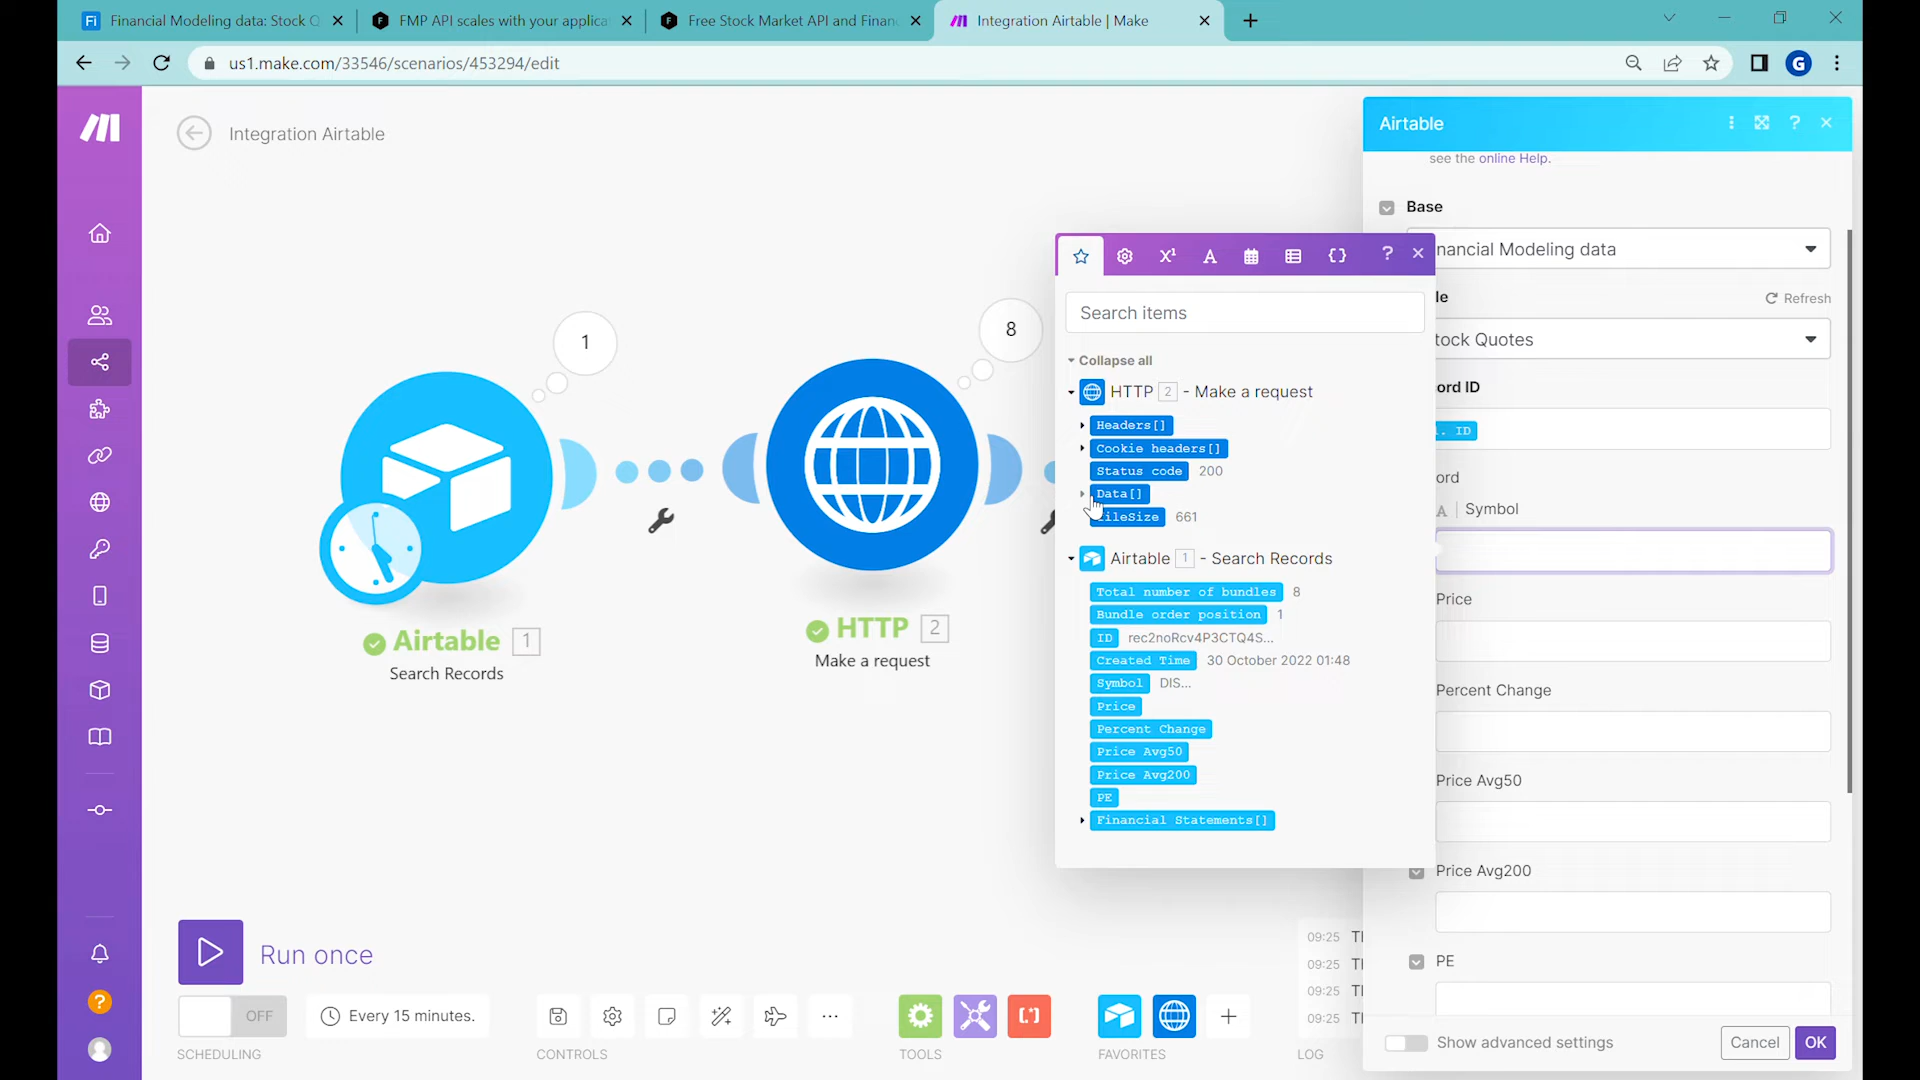 Financial Modeling data: Stock Q
FMP API scales with your applica
Free Stock Market API and Finan
Integration Airtable | Make
us1.make.com/33546/scenarios/453294/edit
G
Integration Airtable
Airtable
see the online Help.
Base
nancial Modeling data
le
Refresh
tock Quotes
ord ID
1. ID
ord
A
Symbol
Price
Percent Change
Price Avg50
Price Avg200
PE
Show advanced settings
Cancel
OK
Search items
Collapse all
HTTP 2 - Make a request
Headers[]
Cookie headers[]
Status code 200
Data[]
fileSize 661
Airtable 1 - Search Records
Total number of bundles 8
Bundle order position 1
ID rec2noRcv4P3CTQ4S...
Created Time 30 October 2022 01:48
Symbol DIS...
Price
Percent Change
Price Avg50
Price Avg200
PE
Financial Statements[]
1
8
Airtable 1
Search Records
HTTP 2
Make a request
Run once
OFF
Every 15 minutes.
SCHEDULING
CONTROLS
TOOLS
FAVORITES
LOG
09:25 Tl
09:25 Tl
09:25 Tl
09:25 Tl